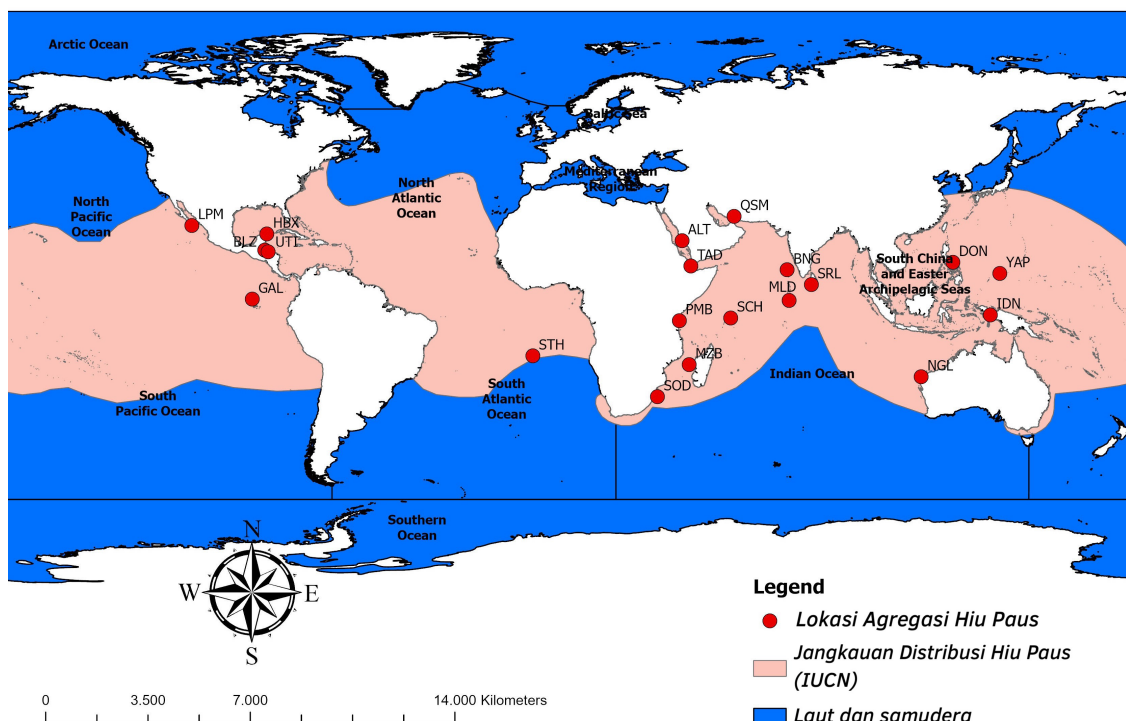 Arctic Ocean
Baltic Sea
Mediterranean
Regions
North
Pacific
Ocean
North
Atlantic
Ocean
LPM
HBX
BLZ
UTI
GAL
ALT
QSM
TAD
BNG
SRL
MLD
DON
YAP
South China
and Easter
Archipelagic Seas
IDN
PMB
SCH
STH
MZB
SOD
NGL
Indian Ocean
South
Pacific Ocean
South
Atlantic
Ocean
Southern
Ocean
N
W
E
S
Legend
Lokasi Agregasi Hiu Paus
Jangkauan Distribusi Hiu Paus
(IUCN)
Laut dan samudera
0
3.500
7.000
14.000 Kilometers